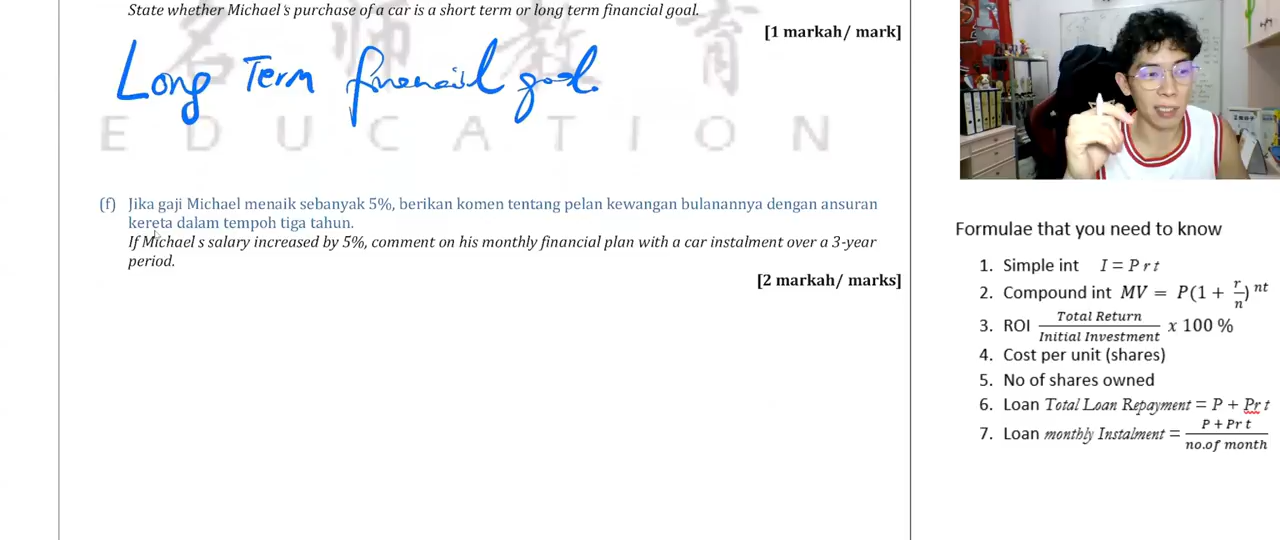 State whether Michael's purchase of a car is a short term or long term financial goal.
[1 markah/ mark]
名 师 教 育
Long Term financial goal.
E D U C A T I O N
(f) Jika gaji Michael menaik sebanyak 5%, berikan komen tentang pelan kewangan bulanannya dengan ansuran
kereta dalam tempoh tiga tahun.
If Michael s salary increased by 5%, comment on his monthly financial plan with a car instalment over a 3-year
period.
[2 markah/ marks]
Formulae that you need to know
1. Simple int I = P r t
2. Compound int MV = P(1 + r/n) nt
3. ROI Total Return / Initial Investment x 100 %
4. Cost per unit (shares)
5. No of shares owned
6. Loan Total Loan Repayment = P + Pr t
7. Loan monthly Instalment = P + Pr t / no.of month